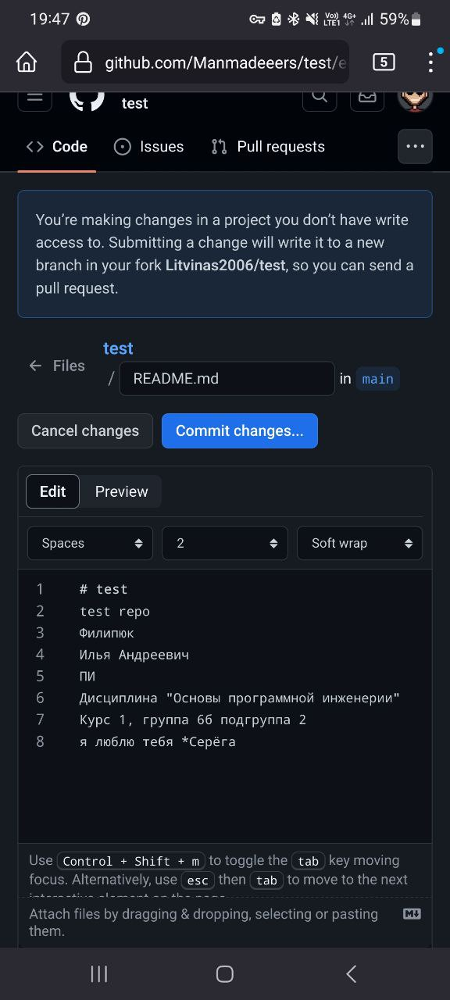 19:47
Vo)) 4G+
LTE1
59%
github.com/Manmadeeers/test/e
5
test
Code
Issues
Pull requests
You’re making changes in a project you don’t have write
access to. Submitting a change will write it to a new
branch in your fork Litvinas2006/test, so you can send a
pull request.
Files
test
/
README.md
in
main
Cancel changes
Commit changes...
Edit
Preview
Spaces
2
Soft wrap
1 # test
2 test repo
3 Филипюк
4 Илья Андреевич
5 ПИ
6 Дисциплина "Основы программной инженерии"
7 Курс 1, группа 6б подгруппа 2
8 я люблю тебя *Серёга
Use Control + Shift + m to toggle the tab key moving
focus. Alternatively, use esc then tab to move to the next
Attach files by dragging & dropping, selecting or pasting
them.